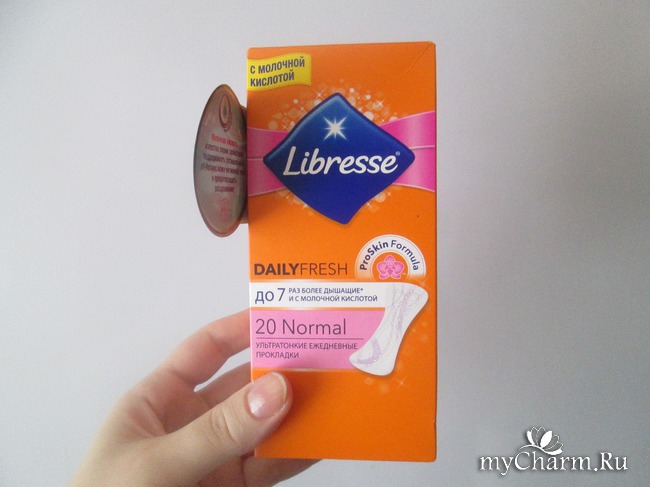 С МОЛОЧНОЙ
КИСЛОТОЙ
Libresse®
ProSkin Formula
DAILYFRESH
до 7 РАЗ БОЛЕЕ ДЫШАЩИЕ*
И С МОЛОЧНОЙ КИСЛОТОЙ
20 Normal
УЛЬТРАТОНКИЕ ЕЖЕДНЕВНЫЕ
ПРОКЛАДКИ
myCharm.Ru